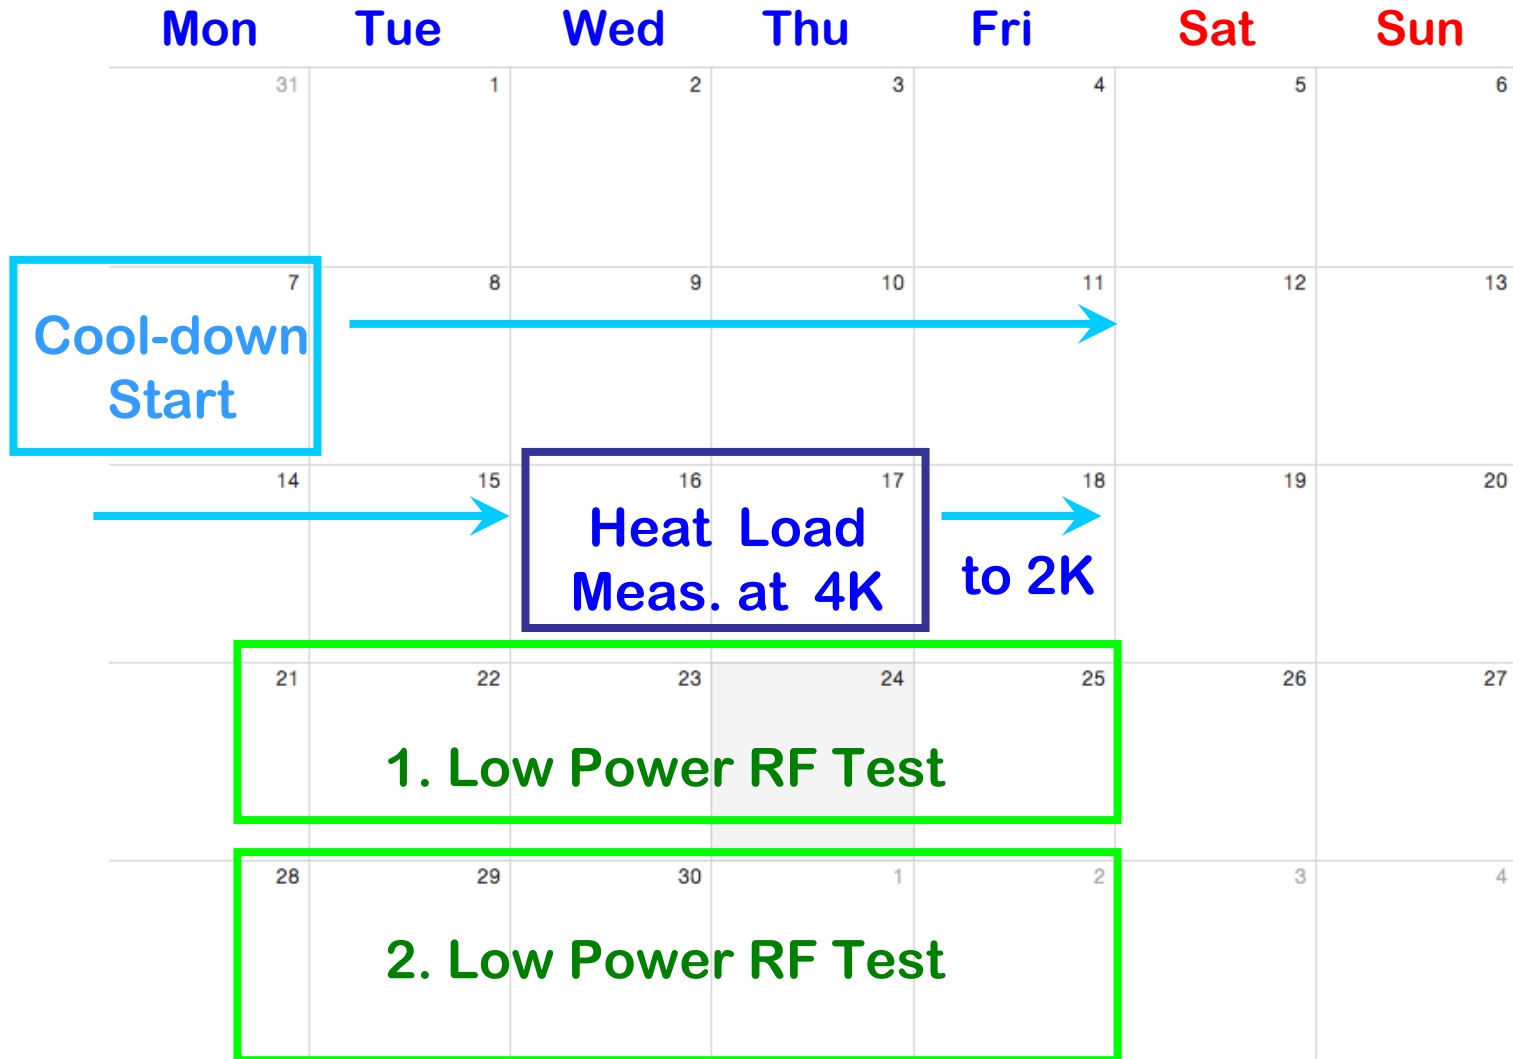 Mon Tue Wed Thu Fri Sat Sun
31 1 2 3 4 5 6
7 8 9 10 11 12 13
Cool-down
Start
14 15 16 17 18 19 20
Heat Load
Meas. at 4K
to 2K
21 22 23 24 25 26 27
1. Low Power RF Test
28 29 30 1 2 3 4
2. Low Power RF Test